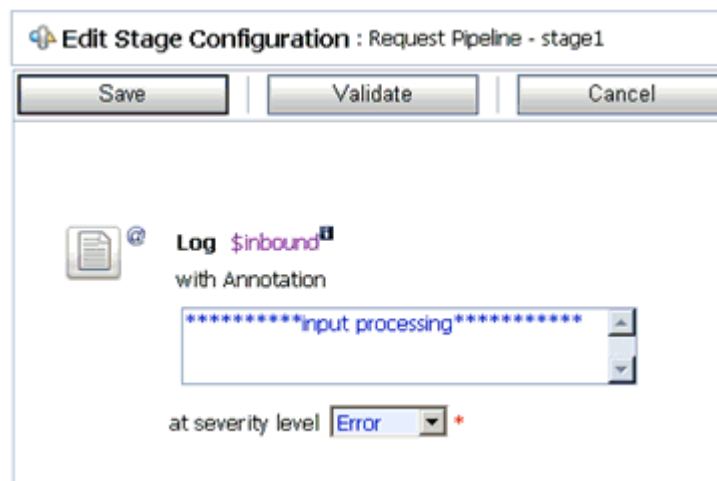 Edit Stage Configuration : Request Pipeline - stage1
Save Validate Cancel
@ Log $inbound i
with Annotation
**********input processing***********
at severity level Error *